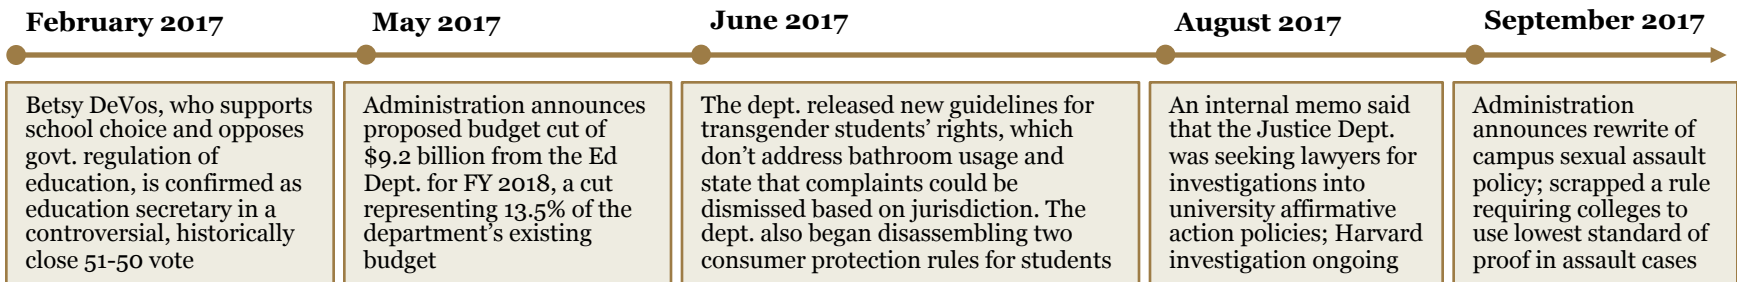 February 2017
May 2017
June 2017
August 2017
September 2017
Betsy DeVos, who supports
school choice and opposes
govt. regulation of
education, is confirmed as
education secretary in a
controversial, historically
close 51-50 vote
Administration announces
proposed budget cut of
$9.2 billion from the Ed
Dept. for FY 2018, a cut
representing 13.5% of the
department’s existing
budget
The dept. released new guidelines for
transgender students’ rights, which
don’t address bathroom usage and
state that complaints could be
dismissed based on jurisdiction. The
dept. also began disassembling two
consumer protection rules for students
An internal memo said
that the Justice Dept.
was seeking lawyers for
investigations into
university affirmative
action policies; Harvard
investigation ongoing
Administration
announces rewrite of
campus sexual assault
policy; scrapped a rule
requiring colleges to
use lowest standard of
proof in assault cases